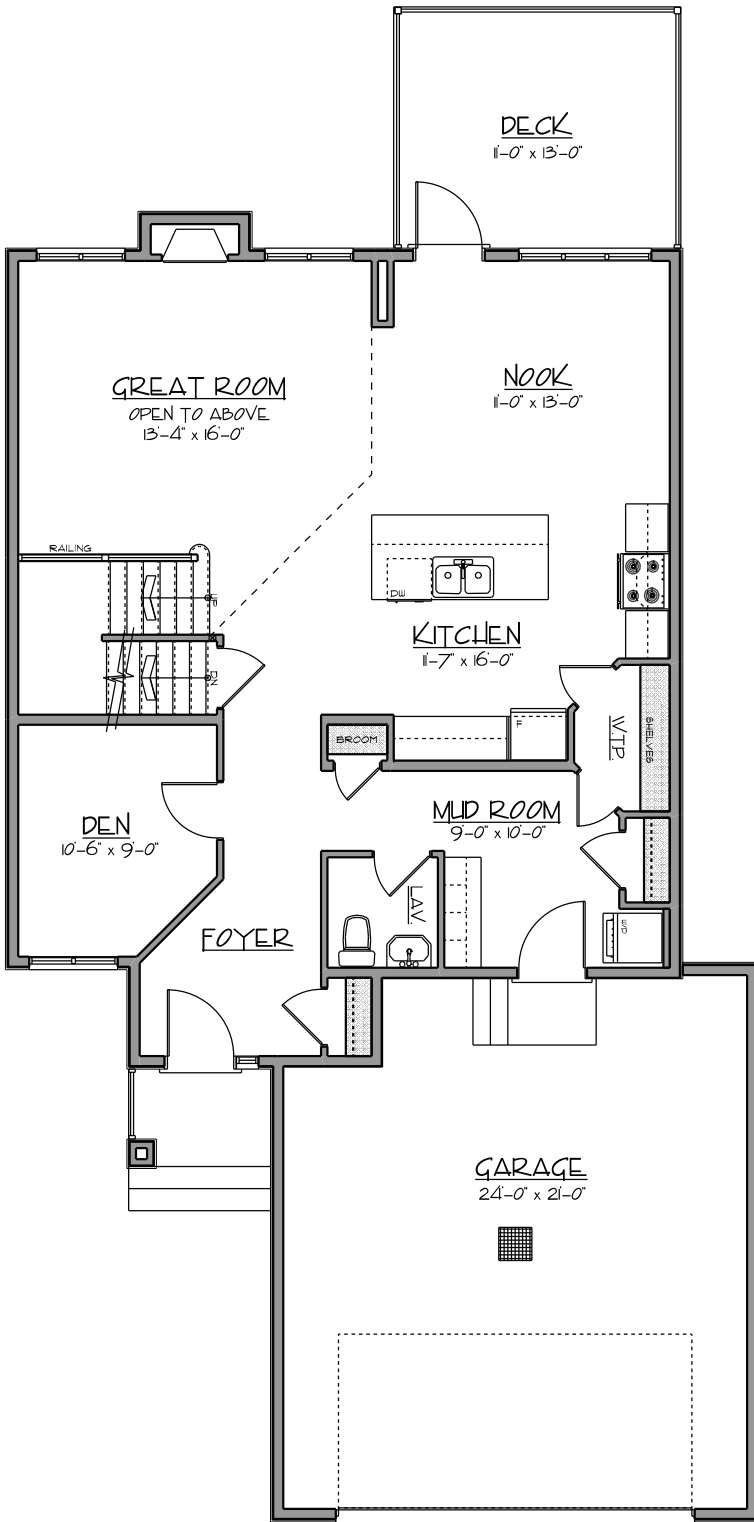 DECK
11'-0" x 13'-0"
GREAT ROOM
OPEN TO ABOVE
13'-4" x 16'-0"
NOOK
11'-0" x 13'-0"
RAILING
UP
DW
KITCHEN
11'-7" x 16'-0"
DN
F
BROOM
W.T.P.
SHELVES
DEN
10'-6" x 9'-0"
MUD ROOM
9'-0" x 10'-0"
LAV
W/D
FOYER
GARAGE
24'-0" x 21'-0"